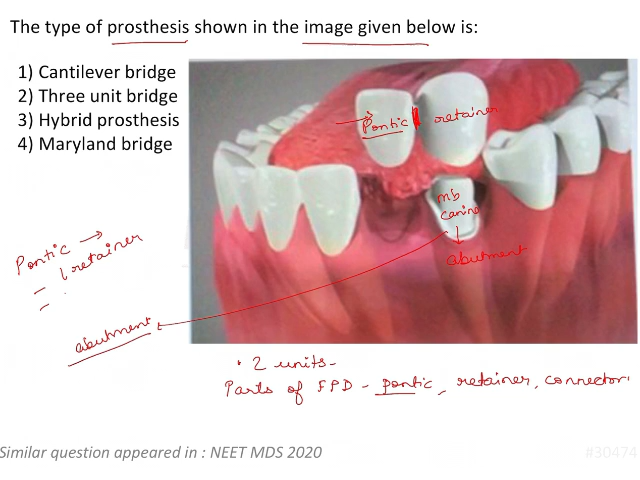 The type of prosthesis shown in the image given below is:
1) Cantilever bridge
2) Three unit bridge
3) Hybrid prosthesis
4) Maryland bridge
Pontic retainer
mb
canine
abutment
Pontic →
- 1 retainer
abutment
• 2 units -
Parts of FPD - pontic, retainer, connector
Similar question appeared in : NEET MDS 2020
#30474